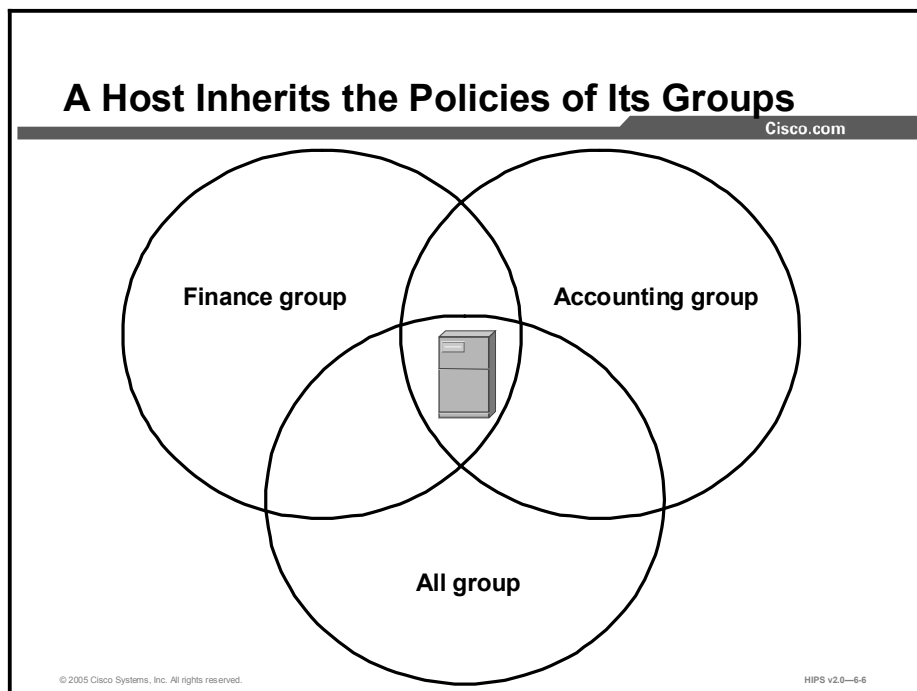 A Host Inherits the Policies of Its Groups
Cisco.com
Finance group
Accounting group
All group
© 2005 Cisco Systems, Inc. All rights reserved.
HIPS v2.0—6-6